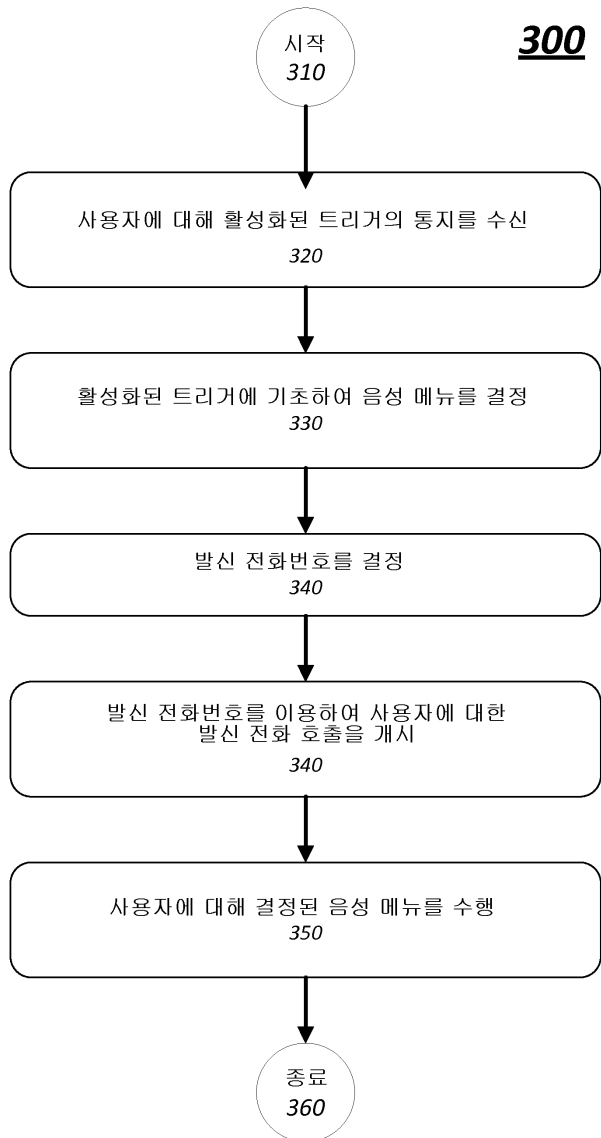 300
시작
310
사용자에 대해 활성화된 트리거의 통지를 수신
320
활성화된 트리거에 기초하여 음성 메뉴를 결정
330
발신 전화번호를 결정
340
발신 전화번호를 이용하여 사용자에 대한
발신 전화 호출을 개시
340
사용자에 대해 결정된 음성 메뉴를 수행
350
종료
360